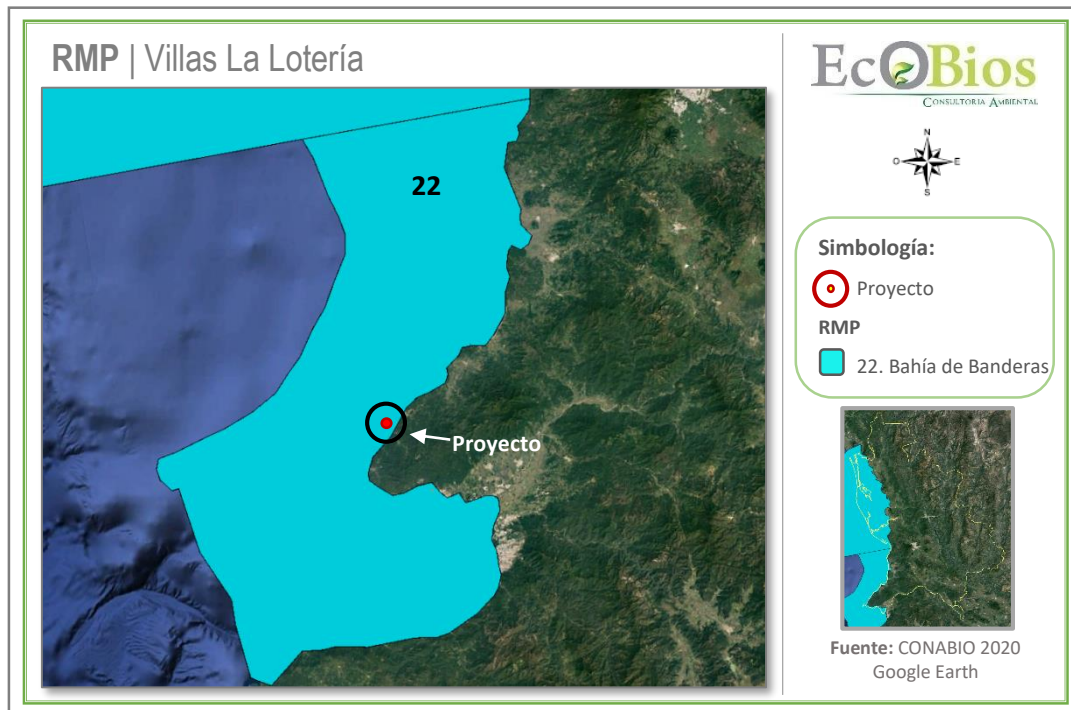 RMP | Villas La Lotería
EcOBios
CONSULTORIA AMBIENTAL
N
O E
S
22
Proyecto
Simbología:
Proyecto
RMP
22. Bahía de Banderas
Fuente: CONABIO 2020
Google Earth